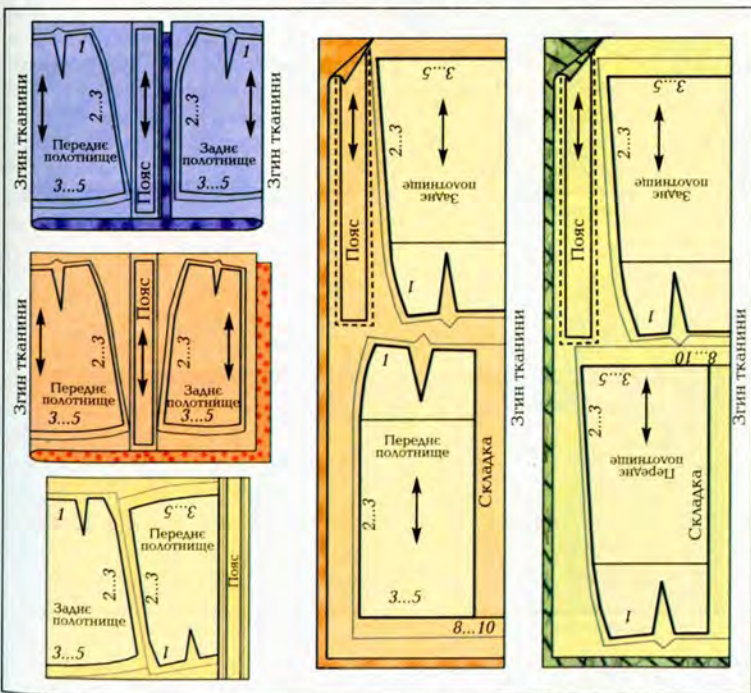 Згин тканини
1
2...3
Переднє
полотнище
3...5
Пояс
1
2...3
Заднє
полотнище
3...5
Згин тканини
Згин тканини
1
2...3
Переднє
полотнище
3...5
Пояс
2...3
Заднє
полотнище
3...5
1
2...3
Заднє
полотнище
3...5
3...5
Переднє
полотнище
2...3
1
Пояс
Пояс
3...5
2...3
Заднє
полотнище
1
1
Переднє
полотнище
2...3
3...5
Складка
8...10
Згин тканини
Пояс
3...5
2...3
Заднє
полотнище
1
8...10
3...5
2...3
Переднє
полотнище
Складка
1
Згин тканини